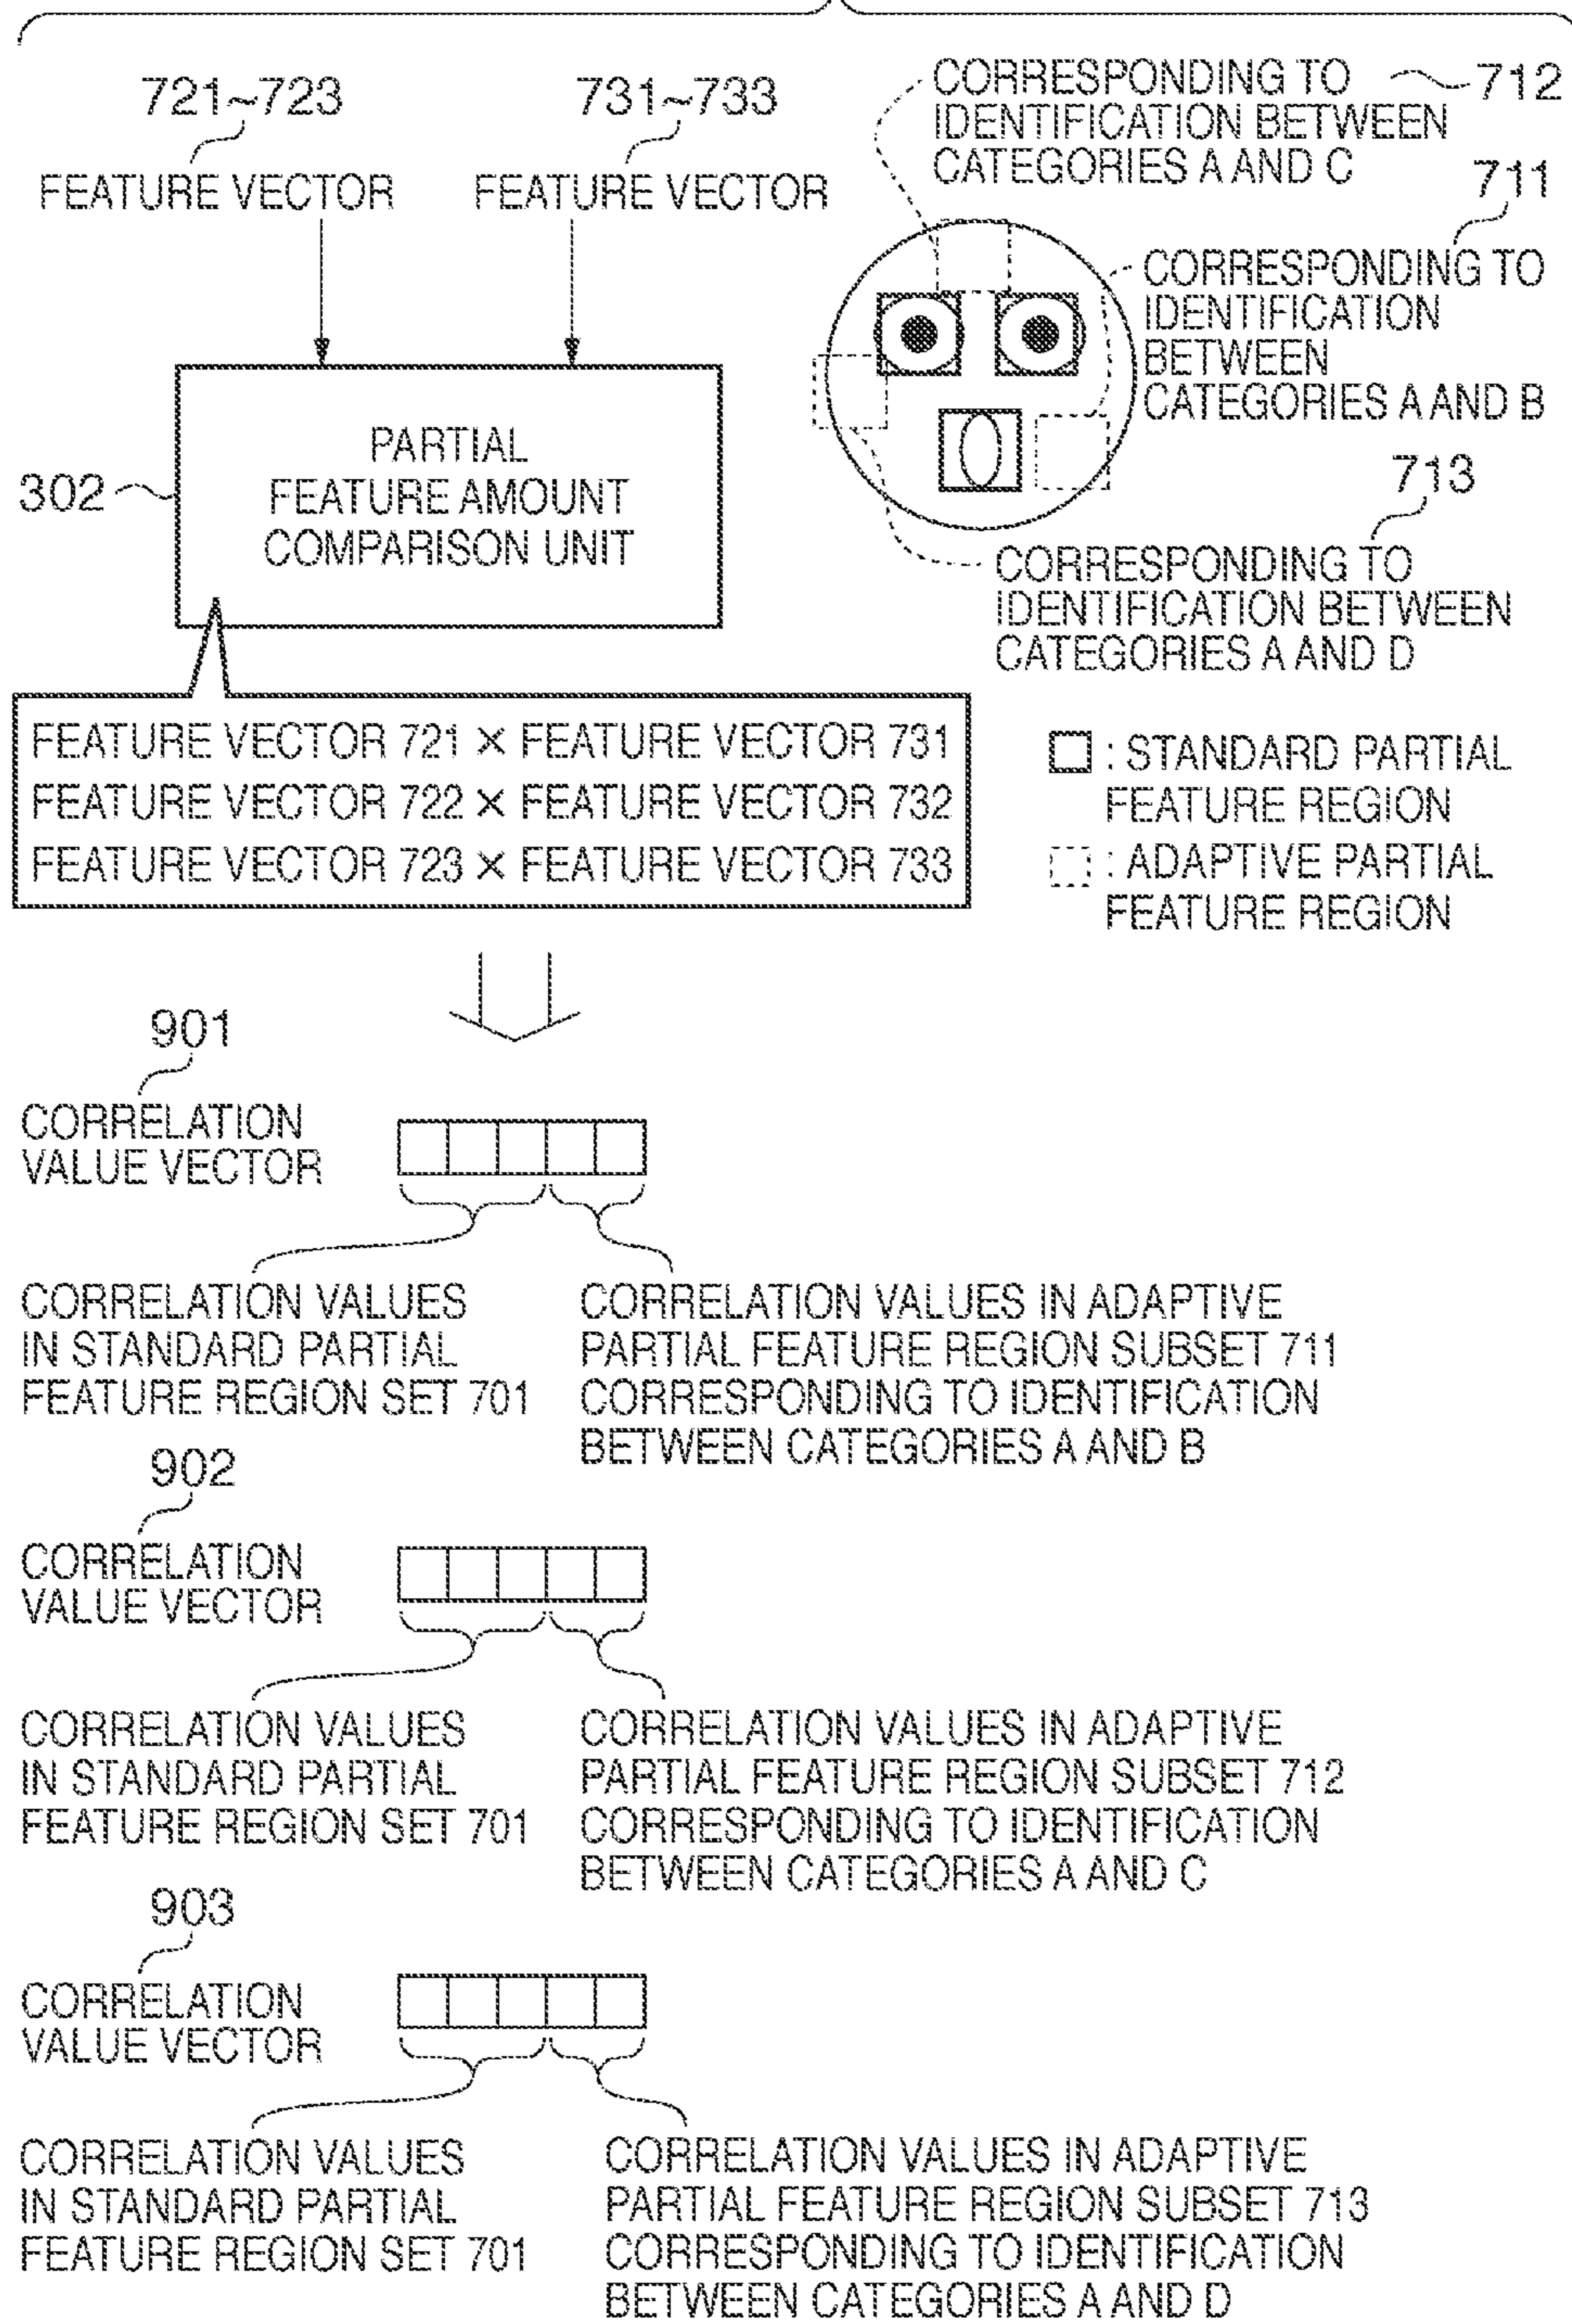 721~723
731~733
FEATURE VECTOR
FEATURE VECTOR
CORRESPONDING TO
IDENTIFICATION BETWEEN
CATEGORIES A AND C
712
711
CORRESPONDING TO
IDENTIFICATION
BETWEEN
CATEGORIES A AND B
302
PARTIAL
FEATURE AMOUNT
COMPARISON UNIT
713
CORRESPONDING TO
IDENTIFICATION BETWEEN
CATEGORIES A AND D
FEATURE VECTOR 721 × FEATURE VECTOR 731
FEATURE VECTOR 722 × FEATURE VECTOR 732
FEATURE VECTOR 723 × FEATURE VECTOR 733
: STANDARD PARTIAL
FEATURE REGION
: ADAPTIVE PARTIAL
FEATURE REGION
901
CORRELATION
VALUE VECTOR
CORRELATION VALUES
IN STANDARD PARTIAL
FEATURE REGION SET 701
CORRELATION VALUES IN ADAPTIVE
PARTIAL FEATURE REGION SUBSET 711
CORRESPONDING TO IDENTIFICATION
BETWEEN CATEGORIES A AND B
902
CORRELATION
VALUE VECTOR
CORRELATION VALUES
IN STANDARD PARTIAL
FEATURE REGION SET 701
CORRELATION VALUES IN ADAPTIVE
PARTIAL FEATURE REGION SUBSET 712
CORRESPONDING TO IDENTIFICATION
BETWEEN CATEGORIES A AND C
903
CORRELATION
VALUE VECTOR
CORRELATION VALUES
IN STANDARD PARTIAL
FEATURE REGION SET 701
CORRELATION VALUES IN ADAPTIVE
PARTIAL FEATURE REGION SUBSET 713
CORRESPONDING TO IDENTIFICATION
BETWEEN CATEGORIES A AND D